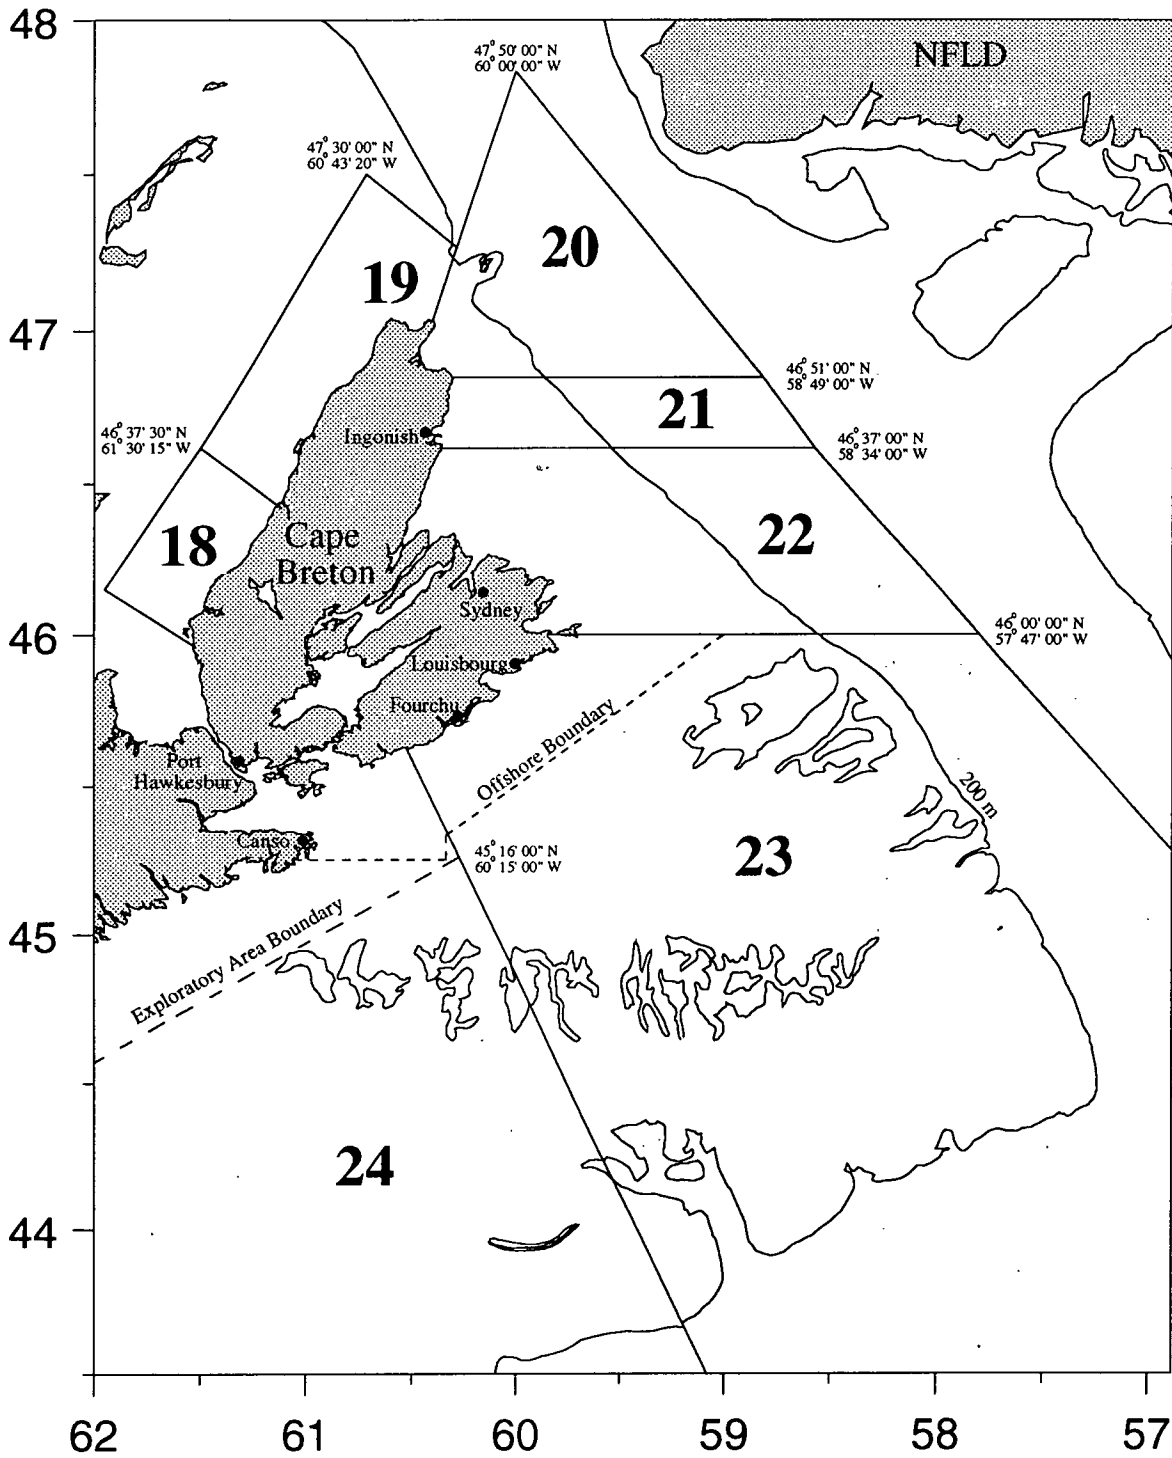 48
NFLD
47° 50' 00" N
60° 00' 00" W
47° 30' 00" N
60° 43' 20" W
20
19
47
46° 51' 00" N
58° 49' 00" W
21
Ingonish
46° 37' 30" N
61° 30' 15" W
46° 37' 00" N
58° 34' 00" W
22
18
Cape
Breton
Sydney
46
46° 00' 00" N
57° 47' 00" W
Louisbourg
Fourchu
Offshore Boundary
Port
Hawkesbury
200 m
Canso
45° 16' 00" N
60° 15' 00" W
23
Exploratory Area Boundary
45
24
44
62
61
60
59
58
57